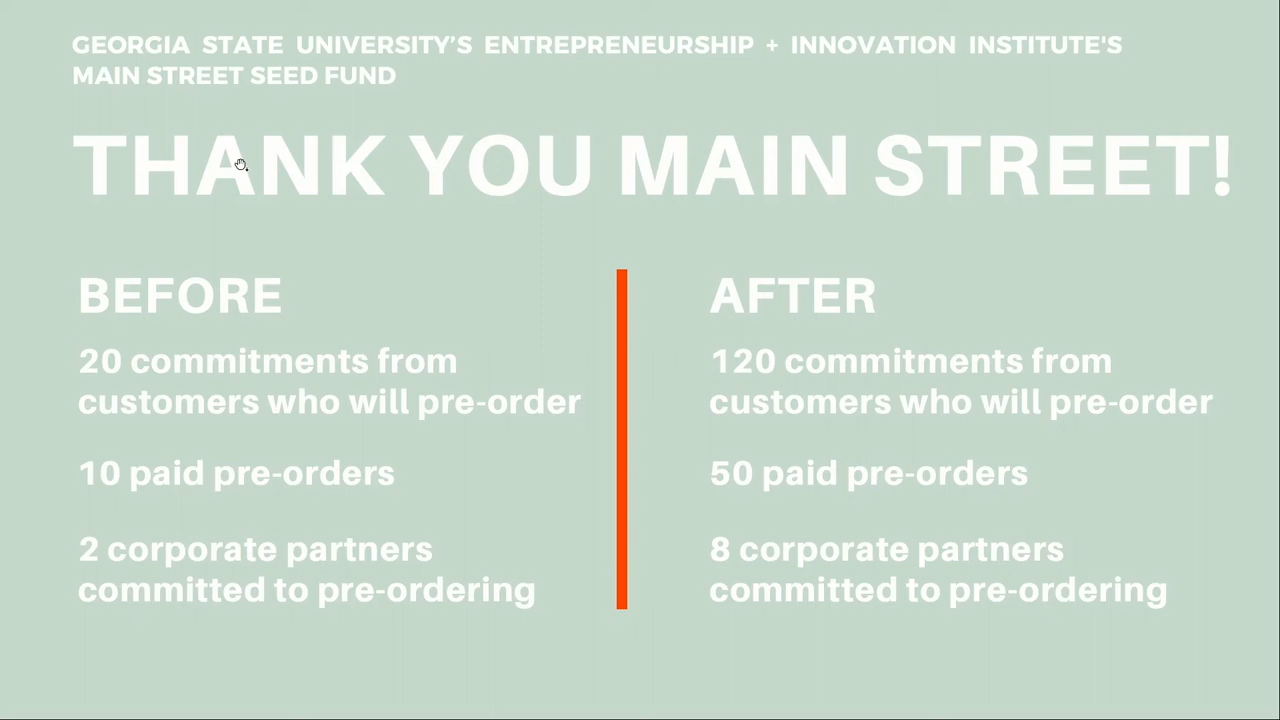 GEORGIA STATE UNIVERSITY’S ENTREPRENEURSHIP + INNOVATION INSTITUTE'S
MAIN STREET SEED FUND
THANK YOU MAIN STREET!
BEFORE
20 commitments from
customers who will pre-order
10 paid pre-orders
2 corporate partners
committed to pre-ordering
AFTER
120 commitments from
customers who will pre-order
50 paid pre-orders
8 corporate partners
committed to pre-ordering